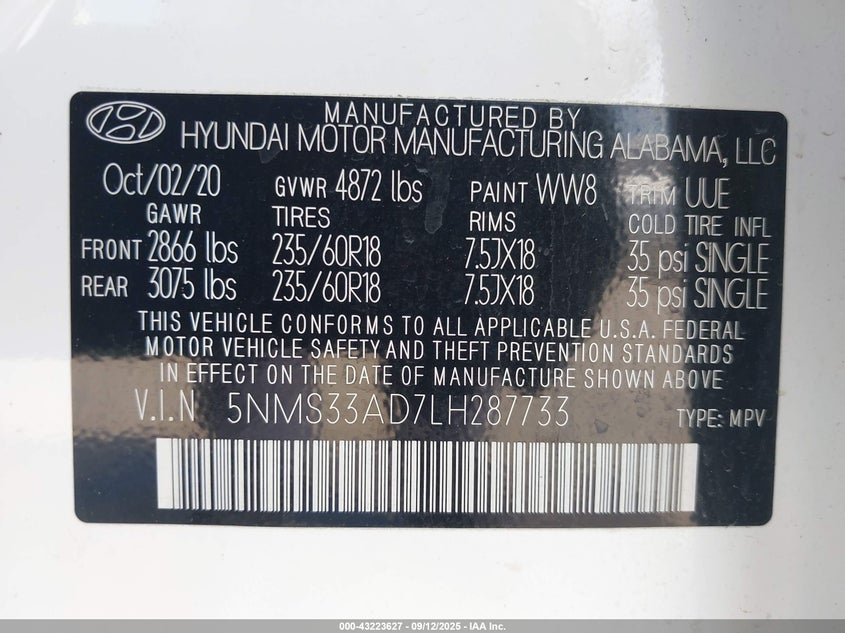 MANUFACTURED BY
HYUNDAI MOTOR MANUFACTURING ALABAMA, LLC
Oct/02/20 GVWR 4872 lbs PAINT WW8 TRIM UUE
GAWR TIRES RIMS COLD TIRE INFL
FRONT 2866 lbs 235/60R18 7.5JX18 35 psi SINGLE
REAR 3075 lbs 235/60R18 7.5JX18 35 psi SINGLE
THIS VEHICLE CONFORMS TO ALL APPLICABLE U.S.A. FEDERAL
MOTOR VEHICLE SAFETY AND THEFT PREVENTION STANDARDS
IN EFFECT ON THE DATE OF MANUFACTURE SHOWN ABOVE
V.I.N 5NMS33AD7LH287733 TYPE: MPV
000-43223627 - 09/12/2025 - IAA Inc.